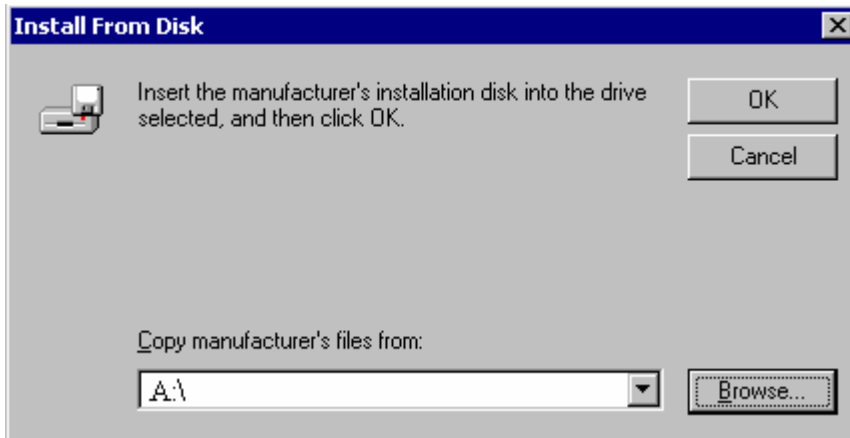 Install From Disk
Insert the manufacturer's installation disk into the drive
selected, and then click OK.
OK
Cancel
Copy manufacturer's files from:
A:\
Browse...